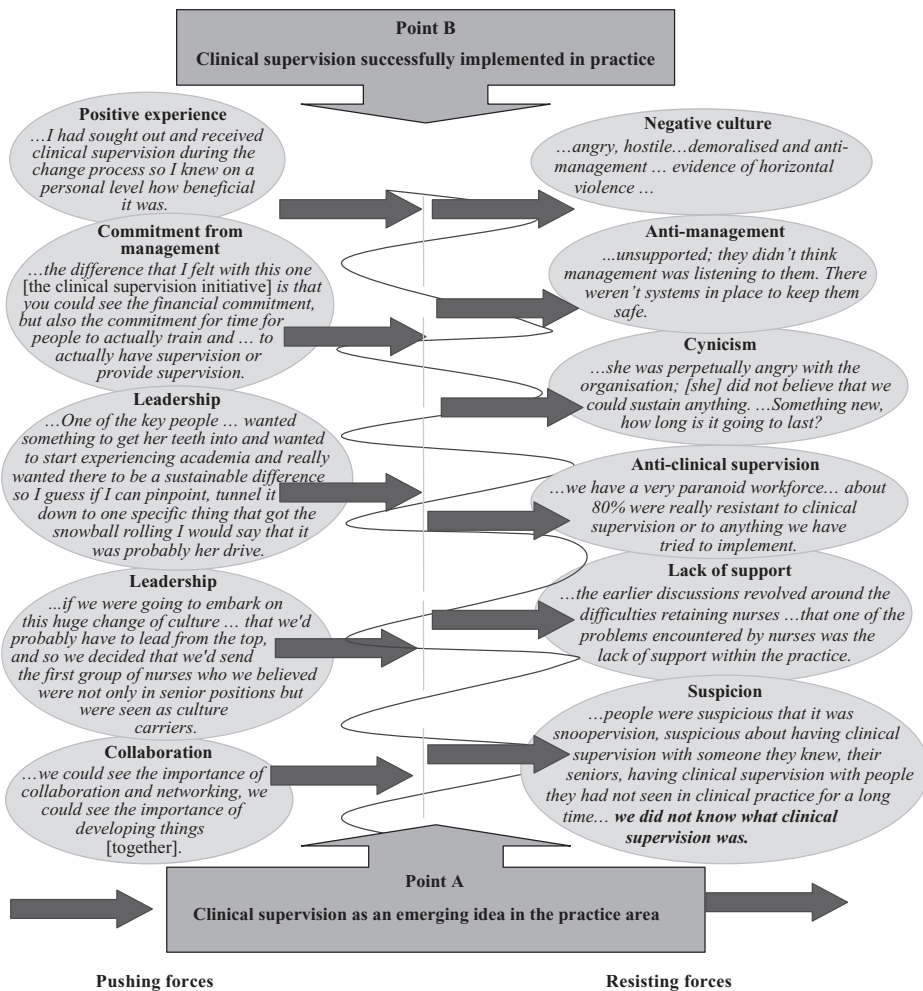 Point B
Clinical supervision successfully implemented in practice
Positive experience
…I had sought out and received
clinical supervision during the
change process so I knew on a
personal level how beneficial
it was.
Negative culture
…angry, hostile…demoralised and anti-
management … evidence of horizontal
violence …
Commitment from
management
…the difference that I felt with this one
[the clinical supervision initiative] is that
you could see the financial commitment,
but also the commitment for time for
people to actually train and … to
actually have supervision or
provide supervision.
Anti-management
...unsupported; they didn't think
management was listening to them. There
weren't systems in place to keep them
safe.
Cynicism
…she was perpetually angry with the
organisation; [she] did not believe that we
could sustain anything. …Something new,
how long is it going to last?
Leadership
…One of the key people … wanted
something to get her teeth into and wanted
to start experiencing academia and really
wanted there to be a sustainable difference
so I guess if I can pinpoint, tunnel it
down to one specific thing that got the
snowball rolling I would say that it
was probably her drive.
Anti-clinical supervision
…we have a very paranoid workforce… about
80% were really resistant to clinical
supervision or to anything we have
tried to implement.
Leadership
...if we were going to embark on
this huge change of culture … that we'd
probably have to lead from the top,
and so we decided that we'd send
the first group of nurses who we believed
were not only in senior positions but
were seen as culture
carriers.
Lack of support
…the earlier discussions revolved around the
difficulties retaining nurses …that one of the
problems encountered by nurses was the
lack of support within the practice.
Suspicion
…people were suspicious that it was
snoopervision, suspicious about having clinical
supervision with someone they knew, their
seniors, having clinical supervision with people
they had not seen in clinical practice for a long
time… we did not know what clinical
supervision was.
Collaboration
…we could see the importance of
collaboration and networking, we
could see the importance of
developing things
[together].
Point A
Clinical supervision as an emerging idea in the practice area
Pushing forces
Resisting forces